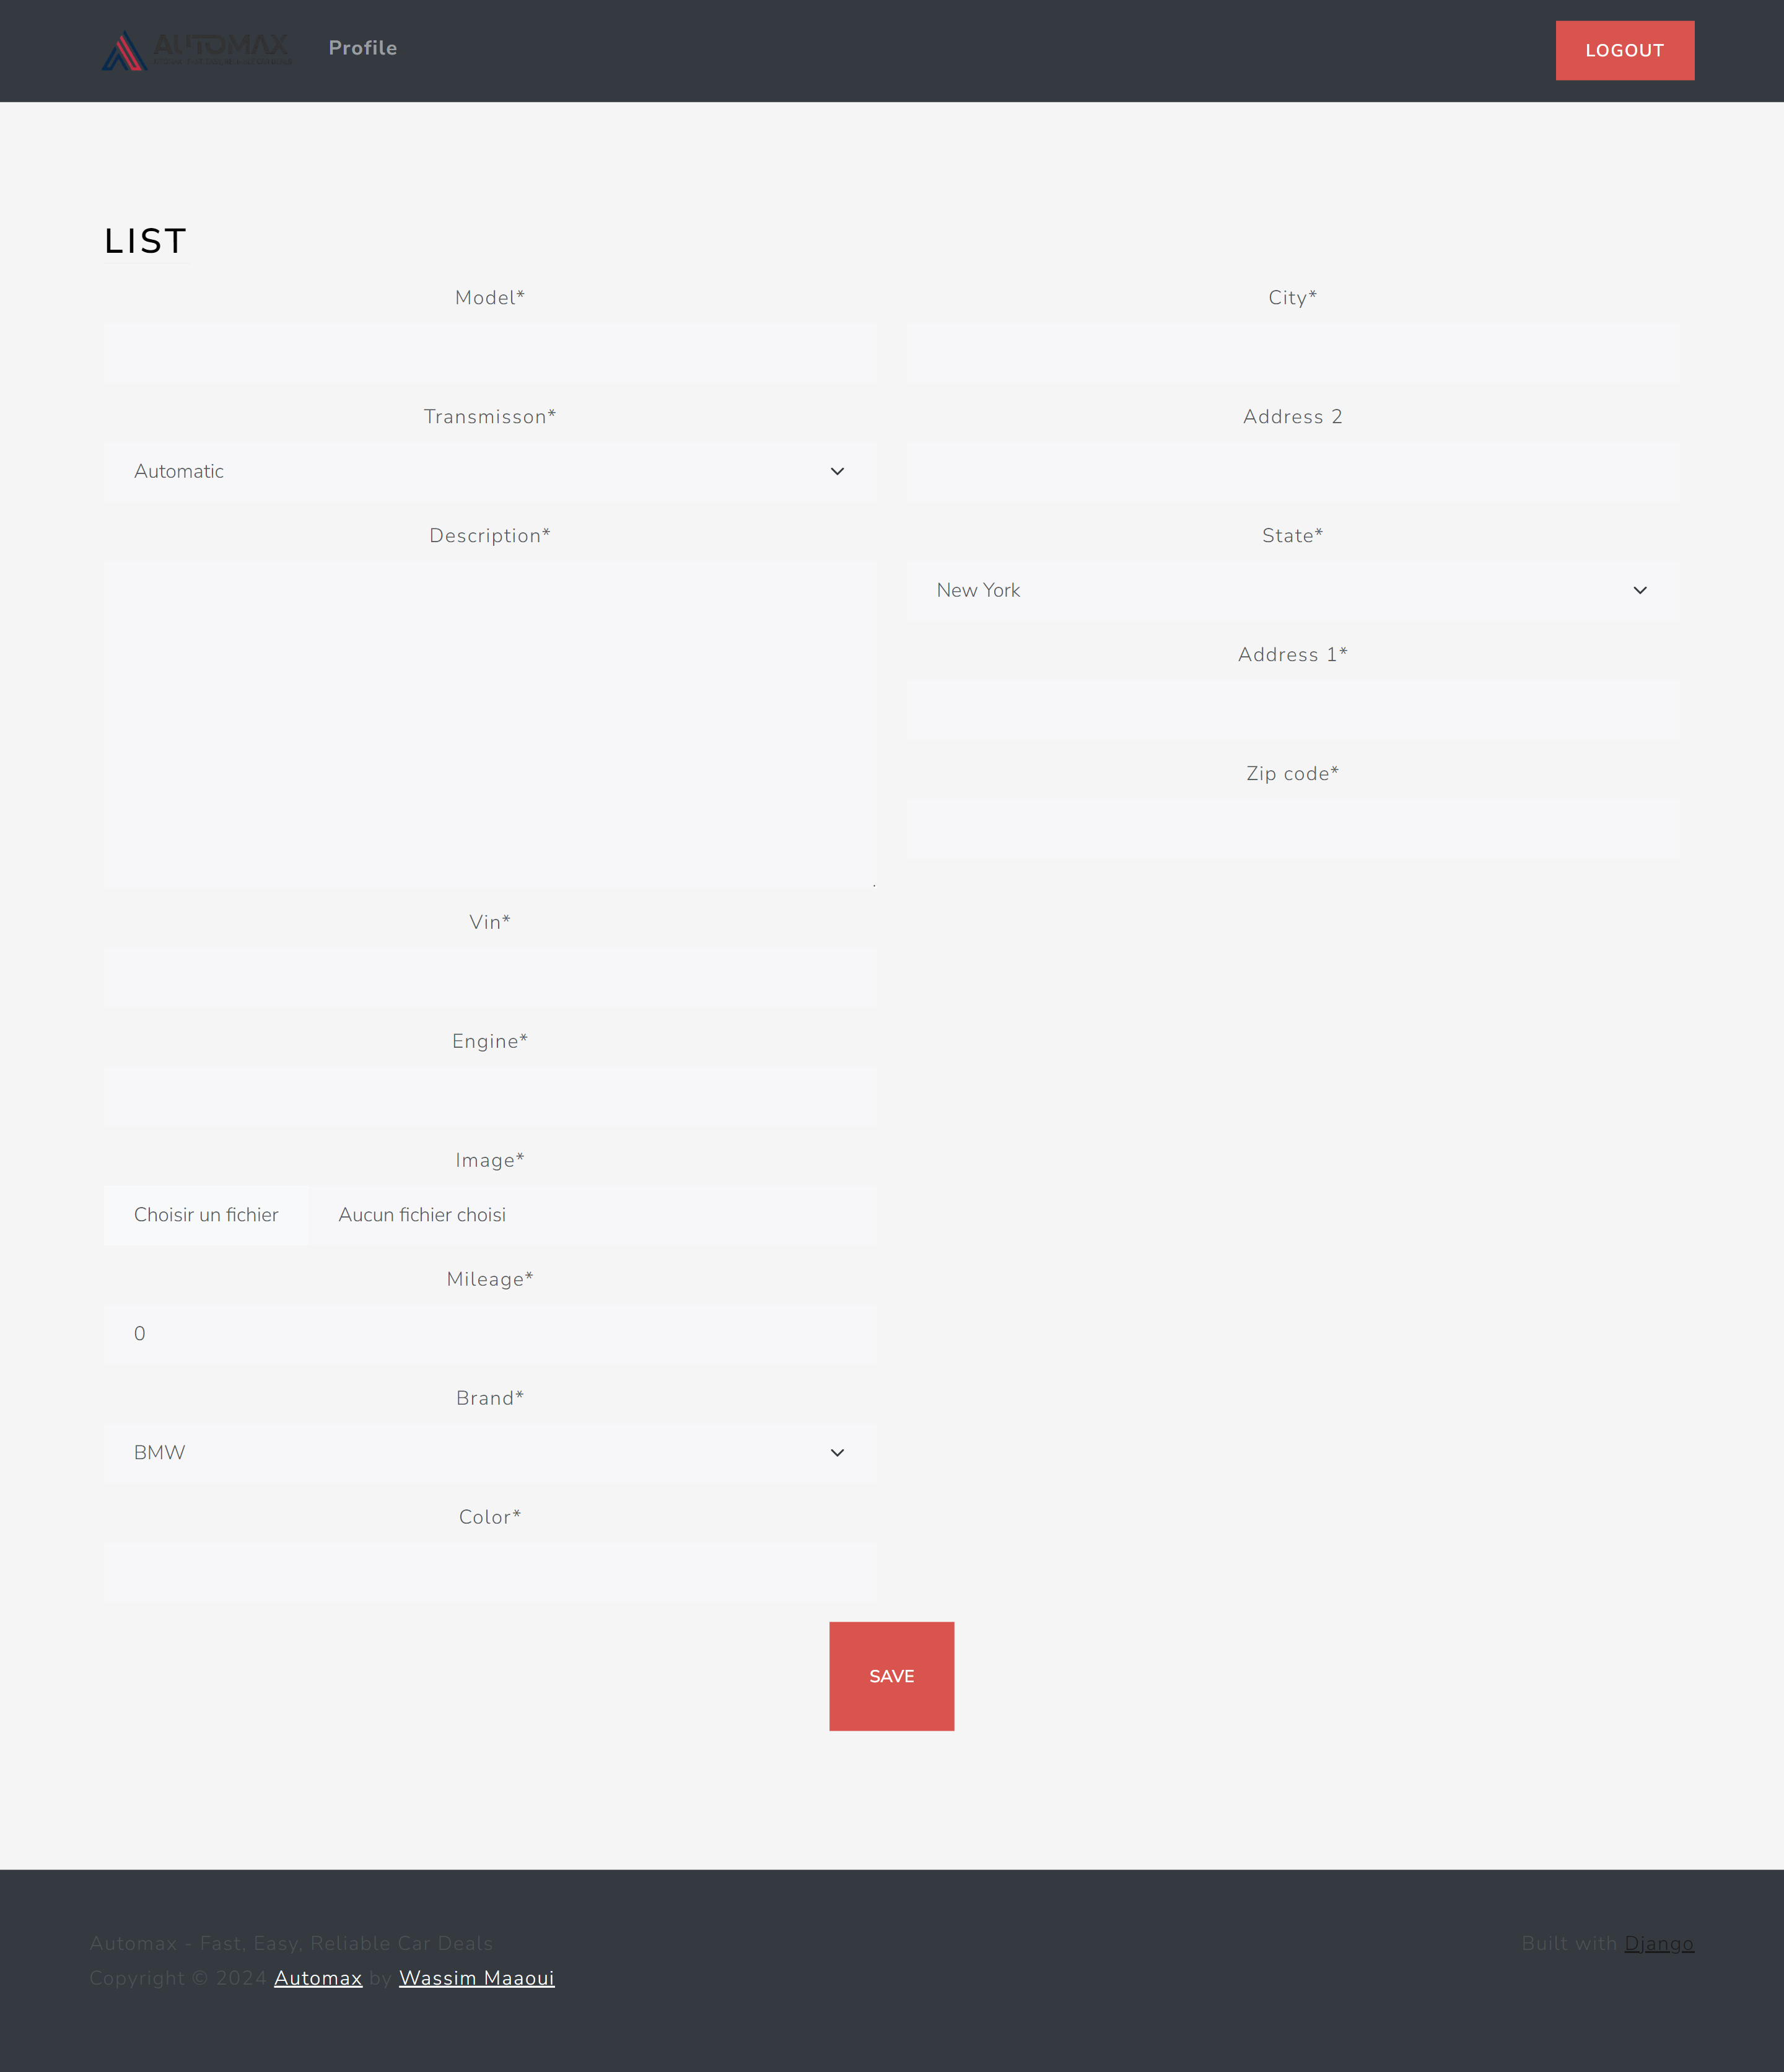 AUTOMAX
Profile
LOGOUT
LIST
Model*
Transmisson*
Automatic
Description*
Vin*
Engine*
Image*
Choisir un fichier Aucun fichier choisi
Mileage*
0
Brand*
BMW
Color*
City*
Address 2
State*
New York
Address 1*
Zip code*
SAVE
Automax - Fast, Easy, Reliable Car Deals
Copyright © 2024 Automax by Wassim Maaoui
Built with Django